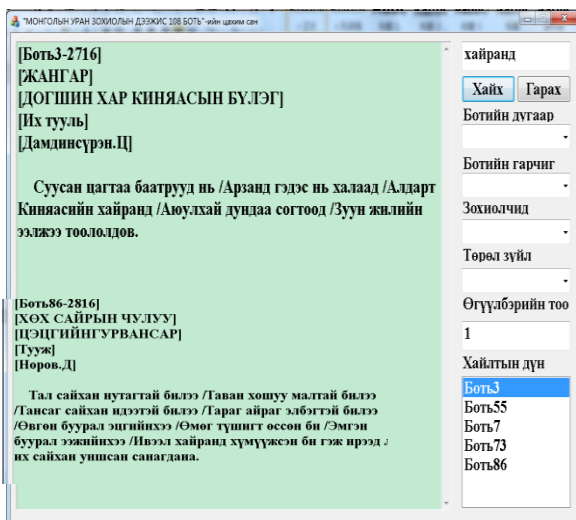 "МОНГОЛЫН УРАН ЗОХИОЛЫН ДЭЭЖИС 108 БОТЬ"-ийн цахим сан
[Боть3-2716]
[ЖАНГАР]
[ДОГШИН ХАР КИНЯАСЫН БҮЛЭГ]
[Их тууль]
[Дамдинсүрэн.Ц]
Суусан цагтаа баатрууд нь /Арзанд гэдэс нь халаад /Алдарт
Киняасийн хайранд /Аюулхай дундаа согтоод /Зуун жилийн
ээлжээ тоололдов.
[Боть86-2816]
[ХӨХ САЙРЫН ЧУЛУУ]
[ЦЭЦГИЙНГУРВАНСАР]
[Тууж]
[Норов.Д]
Тал сайхан нутагтай билээ /Таван хошуу малтай билээ
/Тансаг сайхан идээтэй билээ /Тараг айраг элбэгтэй билээ
/Өвгөн буурал эцгийнхээ /Өмөг түшигт өссөн би /Эмгэн
буурал ээжийнхээ /Ивээл хайранд хүмүүжсэн би гэж ирээд
их сайхан уншсан санагдана.
хайранд
Хайх Гарах
Ботийн дугаар
Ботийн гарчиг
Зохиолчид
Төрөл зүйл
Өгүүлбэрийн тоо
1
Хайлтын дүн
Боть3
Боть55
Боть7
Боть73
Боть86